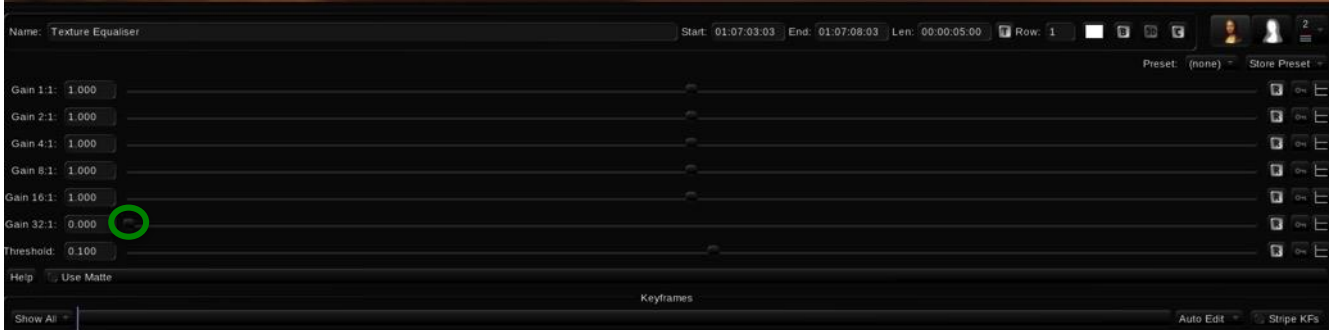 Name: Texture Equaliser Start: 01:07:03:03 End: 01:07:08:03 Len: 00:00:05:00 T Row: 1 2
Preset: (none) Store Preset
Gain 1:1: 1.000 R
Gain 2:1: 1.000 R
Gain 4:1: 1.000 R
Gain 8:1: 1.000 R
Gain 16:1: 1.000 R
Gain 32:1: 0.000 R
Threshold: 0.100 R
Help Use Matte
Keyframes
Show All Auto Edit Stripe KFs